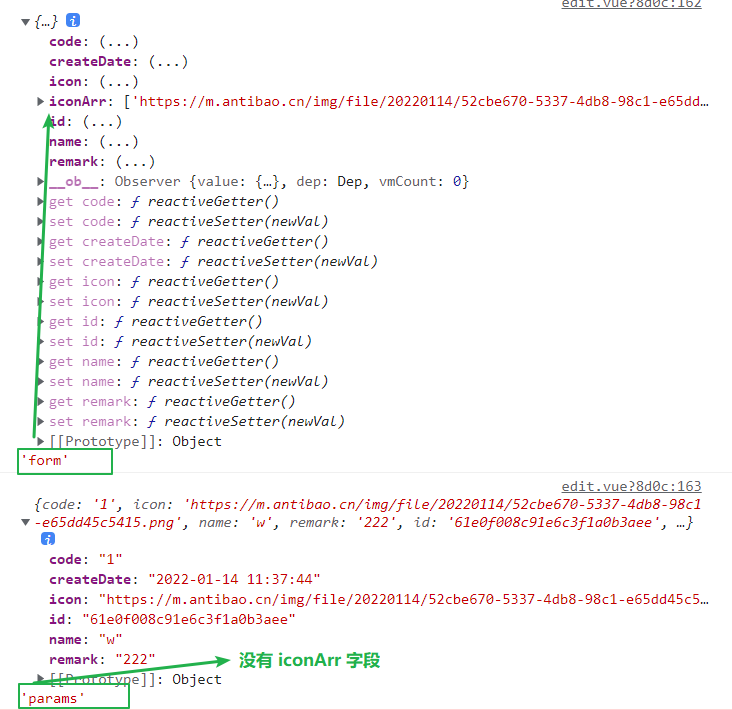 edit.vue?8d0c:162
▼{…} i
code: (...)
createDate: (...)
icon: (...)
▶iconArr: ['https://m.antibao.cn/img/file/20220114/52cbe670-5337-4db8-98c1-e65dd…
id: (...)
name: (...)
remark: (...)
▶__ob__: Observer {value: {…}, dep: Dep, vmCount: 0}
▶get code: ƒ reactiveGetter()
▶set code: ƒ reactiveSetter(newVal)
▶get createDate: ƒ reactiveGetter()
▶set createDate: ƒ reactiveSetter(newVal)
▶get icon: ƒ reactiveGetter()
▶set icon: ƒ reactiveSetter(newVal)
▶get id: ƒ reactiveGetter()
▶set id: ƒ reactiveSetter(newVal)
▶get name: ƒ reactiveGetter()
▶set name: ƒ reactiveSetter(newVal)
▶get remark: ƒ reactiveGetter()
▶set remark: ƒ reactiveSetter(newVal)
▶[[Prototype]]: Object
'form'
edit.vue?8d0c:163
{code: '1', icon: 'https://m.antibao.cn/img/file/20220114/52cbe670-5337-4db8-98c1
▼-e65dd45c5415.png', name: 'w', remark: '222', id: '61e0f008c91e6c3f1a0b3aee', …}
i
code: "1"
createDate: "2022-01-14 11:37:44"
icon: "https://m.antibao.cn/img/file/20220114/52cbe670-5337-4db8-98c1-e65dd45c5…
id: "61e0f008c91e6c3f1a0b3aee"
name: "w"
remark: "222"
没有 iconArr 字段
▶[[Prototype]]: Object
'params'